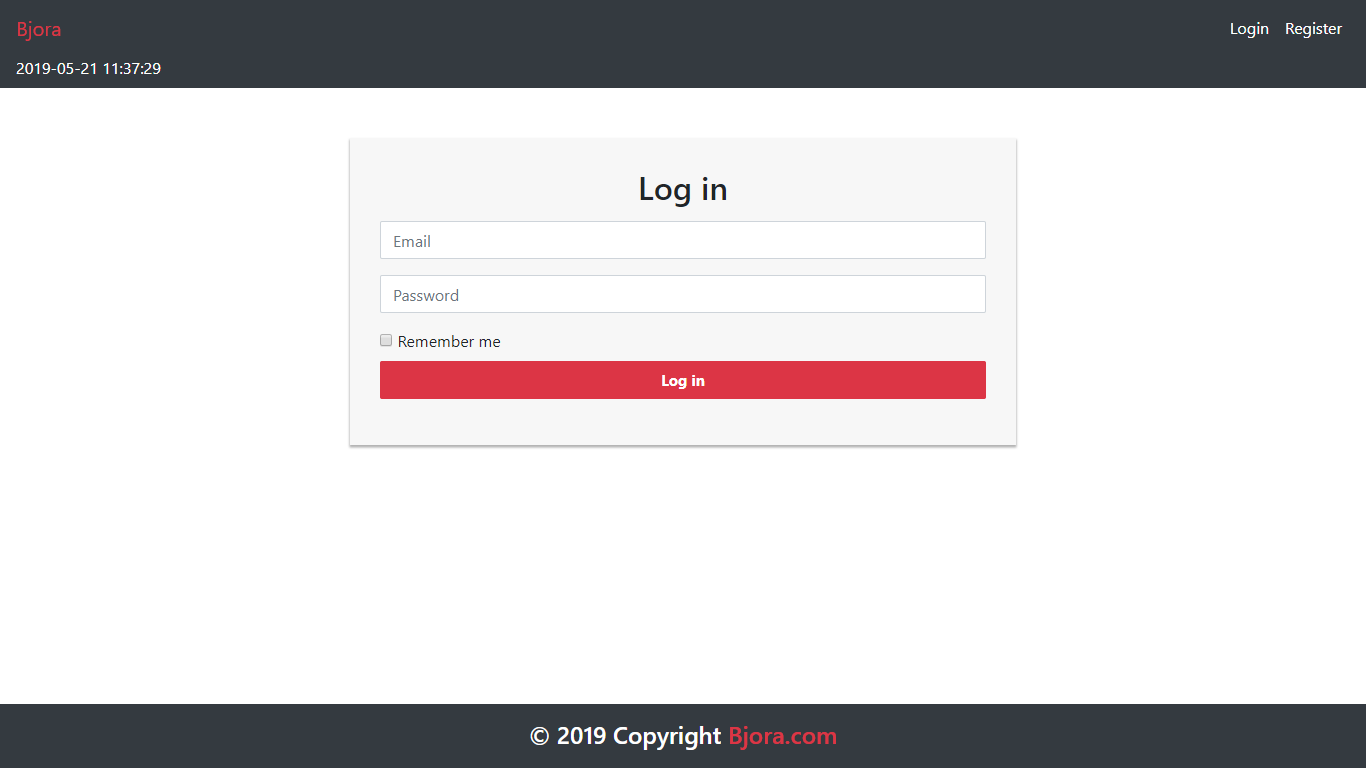 Bjora
Login Register
2019-05-21 11:37:29
Log in
Email
Password
Remember me
Log in
© 2019 Copyright Bjora.com